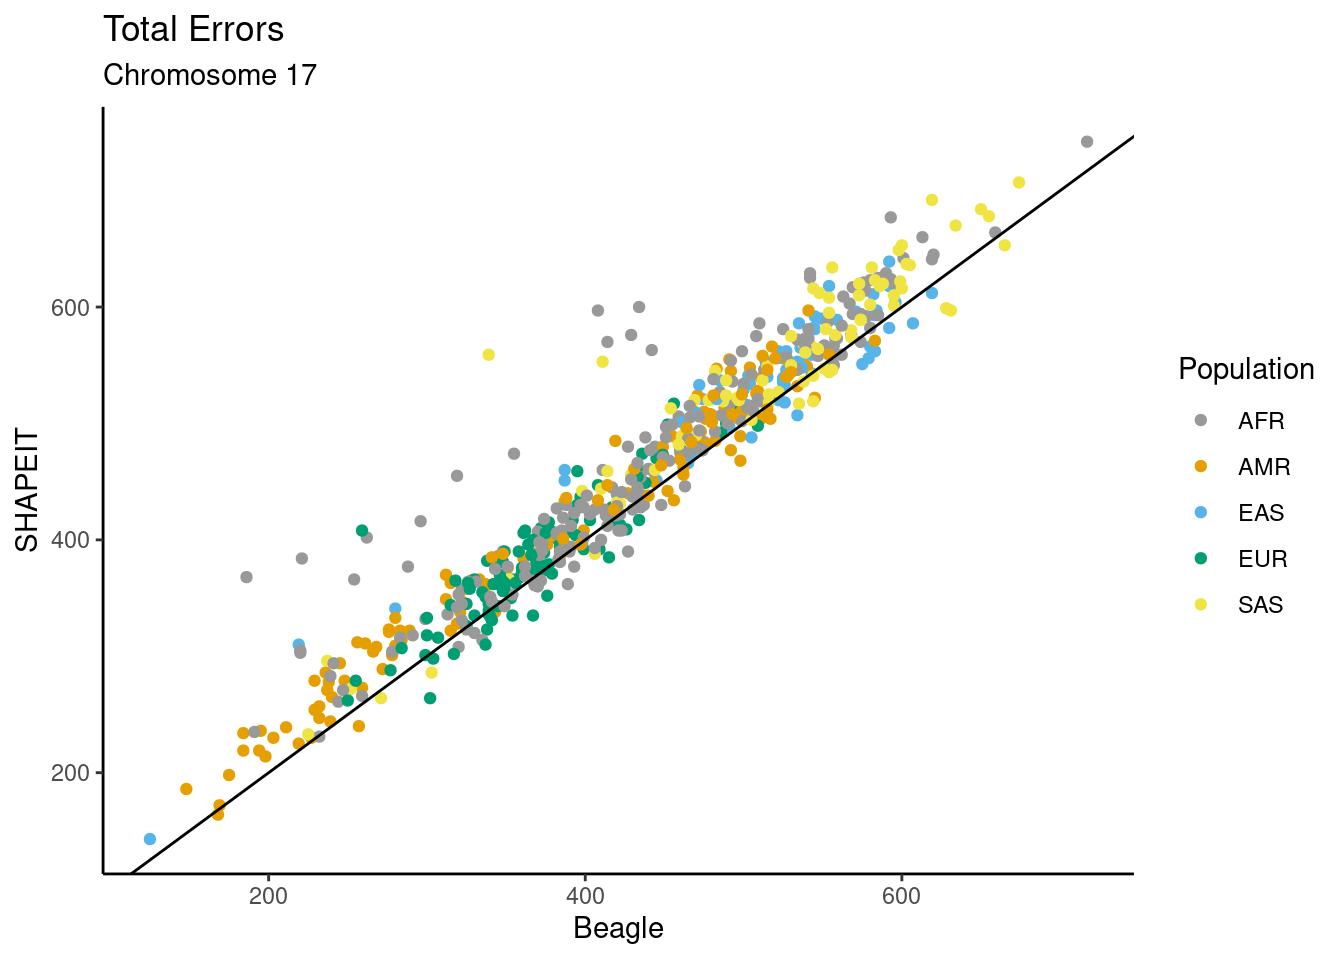 Total Errors
Chromosome 17
SHAPEIT
600
400
200
200 400 600
Beagle
Population
AFR
AMR
EAS
EUR
SAS